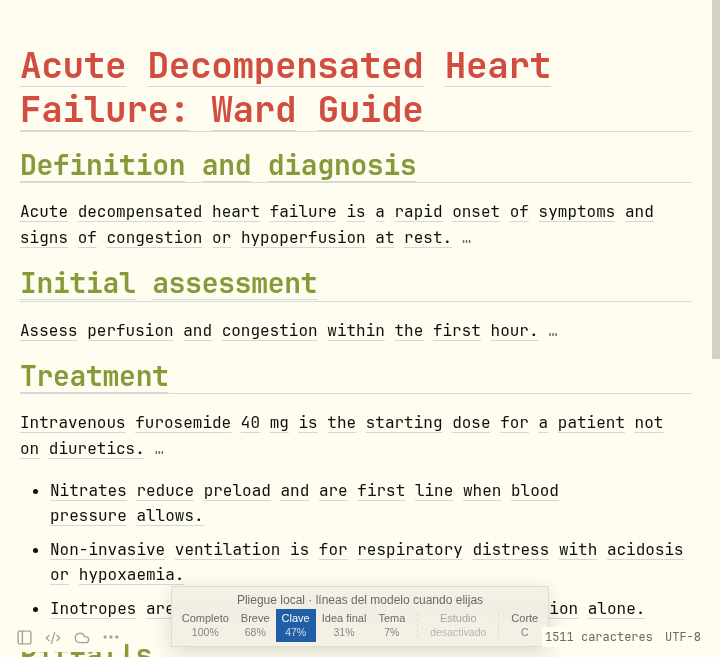 Acute Decompensated Heart
Failure: Ward Guide
Definition and diagnosis
Acute decompensated heart failure is a rapid onset of symptoms and
signs of congestion or hypoperfusion at rest. …
Initial assessment
Assess perfusion and congestion within the first hour. …
Treatment
Intravenous furosemide 40 mg is the starting dose for a patient not
on diuretics. …
• Nitrates reduce preload and are first line when blood
pressure allows.
• Non-invasive ventilation is for respiratory distress with acidosis
or hypoxaemia.
• Inotropes are ion alone.
Pliegue local · líneas del modelo cuando elijas
Completo Breve Clave Idea final Tema Estudio Corte
100% 68% 47% 31% 7% desactivado C
1511 caracteres UTF-8
Pitfalls